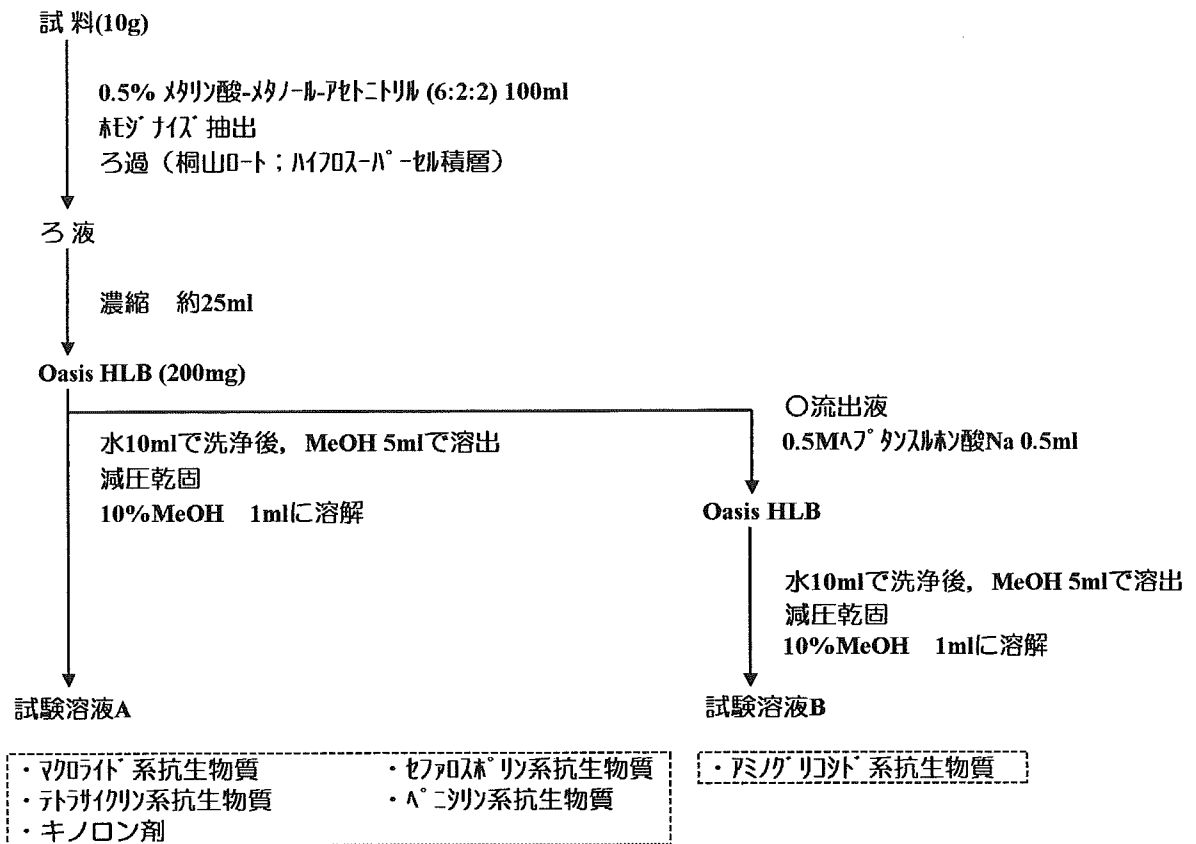 試 料(10g)
0.5% ﾒﾀﾘﾝ酸-ﾒﾀﾉｰﾙ-ｱｾﾄﾆﾄﾘﾙ (6:2:2) 100ml
ﾎﾓｼﾞﾅｲｽﾞ抽出
ろ過（桐山ﾛｰﾄ；ﾊｲﾌﾛｽｰﾊﾟｰｾﾙ積層）
ろ 液
濃縮　約25ml
Oasis HLB (200mg)
〇流出液
0.5Mﾍﾌﾟﾀﾝｽﾙﾎﾝ酸Na 0.5ml
水10mlで洗浄後，MeOH 5mlで溶出
減圧乾固
10%MeOH　1mlに溶解
Oasis HLB
水10mlで洗浄後，MeOH 5mlで溶出
減圧乾固
10%MeOH　1mlに溶解
試験溶液A
試験溶液B
・ﾏｸﾛﾗｲﾄﾞ系抗生物質
・ｾﾌｧﾛｽﾎﾟﾘﾝ系抗生物質
・ﾃﾄﾗｻｲｸﾘﾝ系抗生物質
・ﾍﾟﾆｼﾘﾝ系抗生物質
・キノロン剤
・ｱﾐﾉｸﾞﾘｺｼﾄﾞ系抗生物質